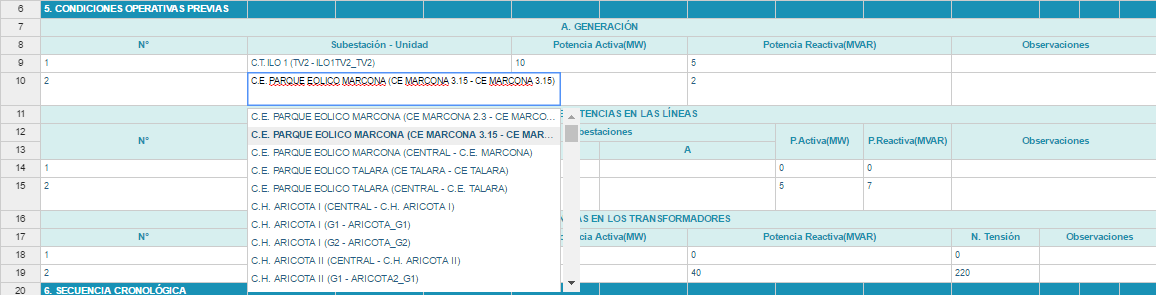 6 5. CONDICIONES OPERATIVAS PREVIAS
7 A. GENERACIÓN
8 N° Subestación - Unidad Potencia Activa(MW) Potencia Reactiva(MVAR) Observaciones
9 1 C.T. ILO 1 (TV2 - ILO1TV2_TV2) 10 5
10 2 C.E. PARQUE EOLICO MARCONA (CE MARCONA 3.15 - CE MARCONA 3.15) 2
11 TENCIAS EN LAS LÍNEAS
12 N° bestaciones P.Activa(MW) P.Reactiva(MVAR) Observaciones
13 A
14 1 0 0
15 2 5 7
16 AS EN LOS TRANSFORMADORES
17 N° cia Activa(MW) Potencia Reactiva(MVAR) N. Tensión Observaciones
18 1 0 0
19 2 40 220
20 6. SECUENCIA CRONOLÓGICA
C.E. PARQUE EOLICO MARCONA (CE MARCONA 2.3 - CE MARCO...
C.E. PARQUE EOLICO MARCONA (CE MARCONA 3.15 - CE MAR...
C.E. PARQUE EOLICO MARCONA (CENTRAL - C.E. MARCONA)
C.E. PARQUE EOLICO TALARA (CE TALARA - CE TALARA)
C.E. PARQUE EOLICO TALARA (CENTRAL - C.E. TALARA)
C.H. ARICOTA I (CENTRAL - C.H. ARICOTA I)
C.H. ARICOTA I (G1 - ARICOTA_G1)
C.H. ARICOTA I (G2 - ARICOTA_G2)
C.H. ARICOTA II (CENTRAL - C.H. ARICOTA II)
C.H. ARICOTA II (G1 - ARICOTA2_G1)